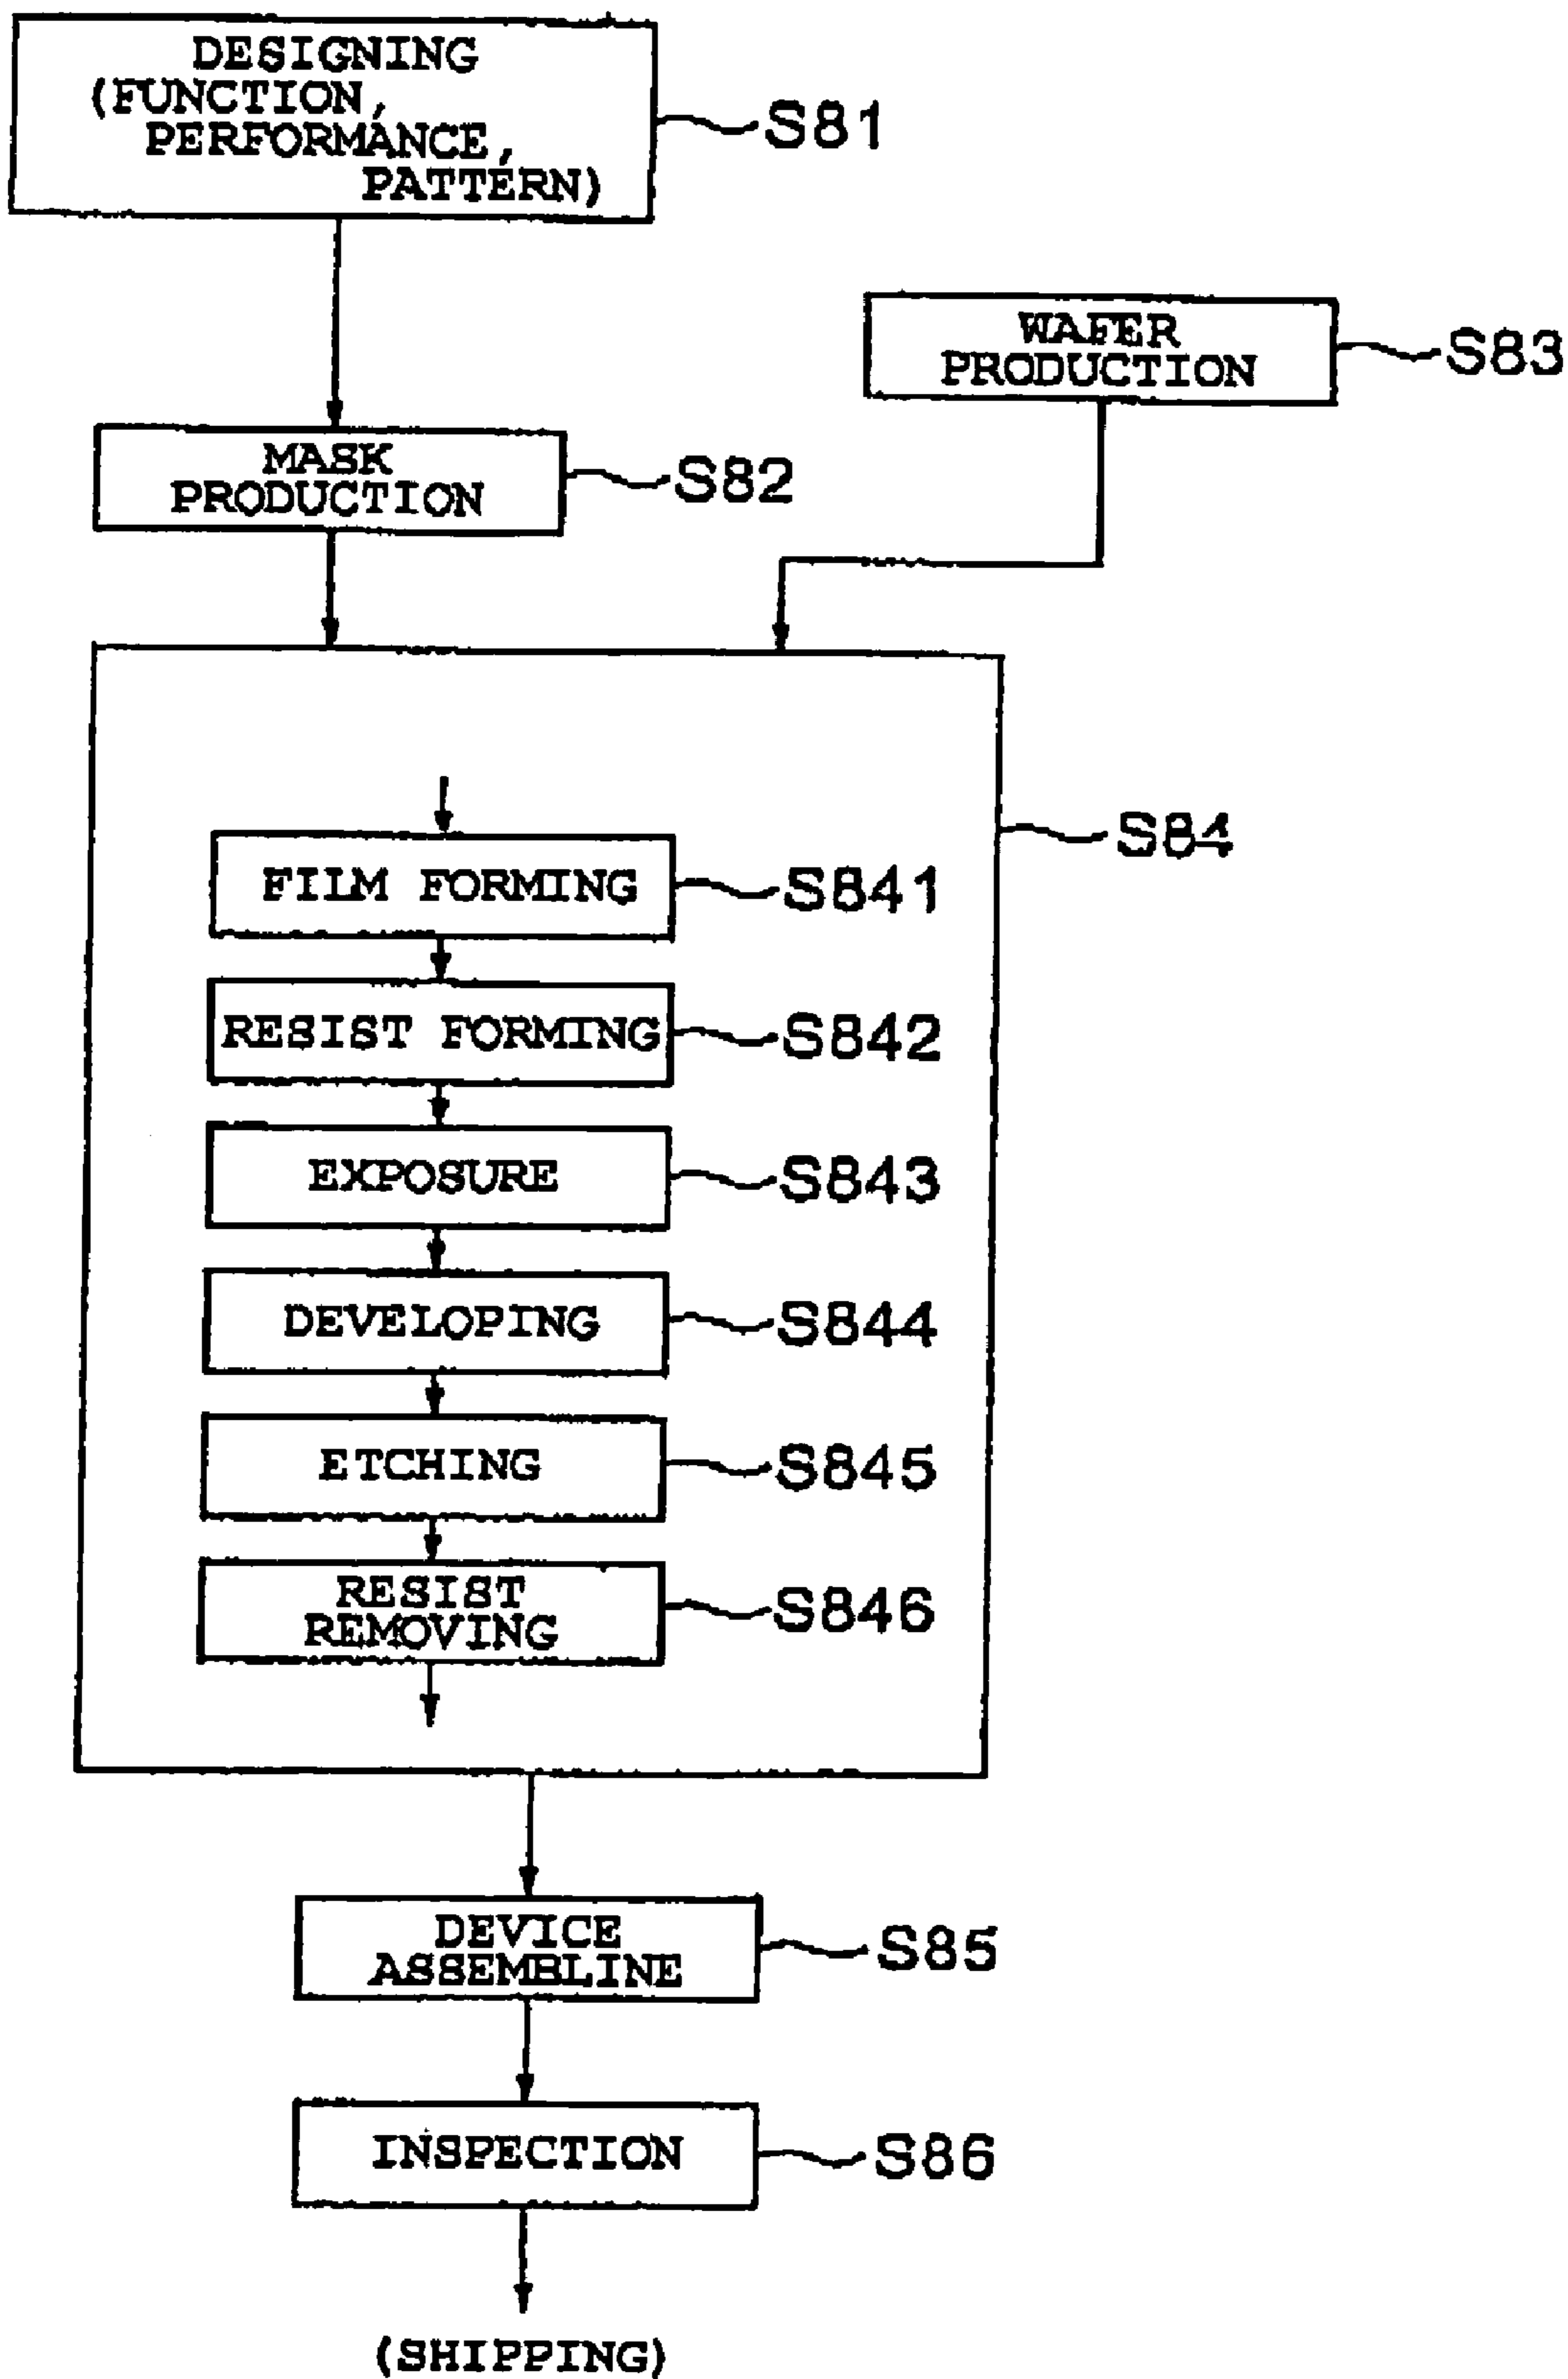 DESIGNING
(FUNCTION,
PERFORMANCE,
PATTERN)
S81
WAFER
PRODUCTION
S83
MASK
PRODUCTION
S82
S84
FILM FORMING
S841
RESIST FORMING
S842
EXPOSURE
S843
DEVELOPING
S844
ETCHING
S845
RESIST
REMOVING
S846
DEVICE
ASSEMBLINE
S85
INSPECTION
S86
(SHIPPING)